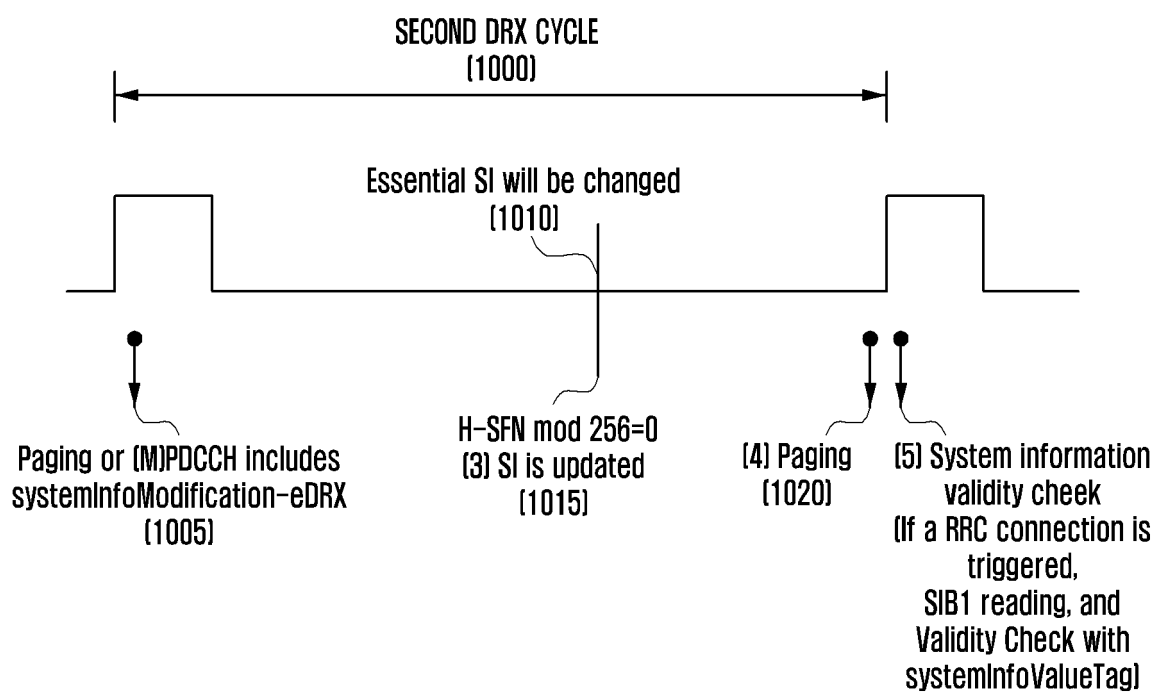 SECOND DRX CYCLE
(1000)
Essential SI will be changed
(1010)
Paging or (M)PDCCH includes
systemInfoModification-eDRX
(1005)
H-SFN mod 256=0
(3) SI is updated
(1015)
(4) Paging
(1020)
(5) System information
validity cheek
(If a RRC connection is
triggered,
SIB1 reading, and
Validity Check with
systemInfoValueTag)